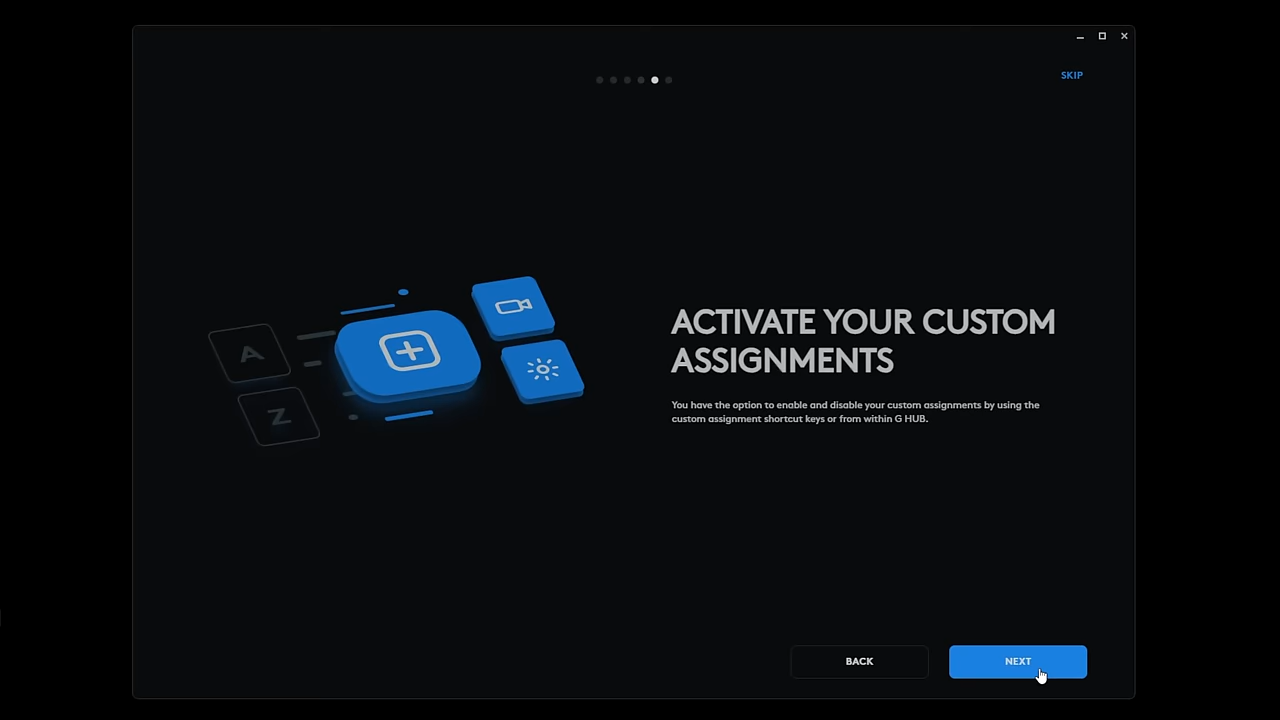 SKIP
A
Z
ACTIVATE YOUR CUSTOM
ASSIGNMENTS
You have the option to enable and disable your custom assignments by using the
custom assignment shortcut keys or from within G HUB.
BACK
NEXT